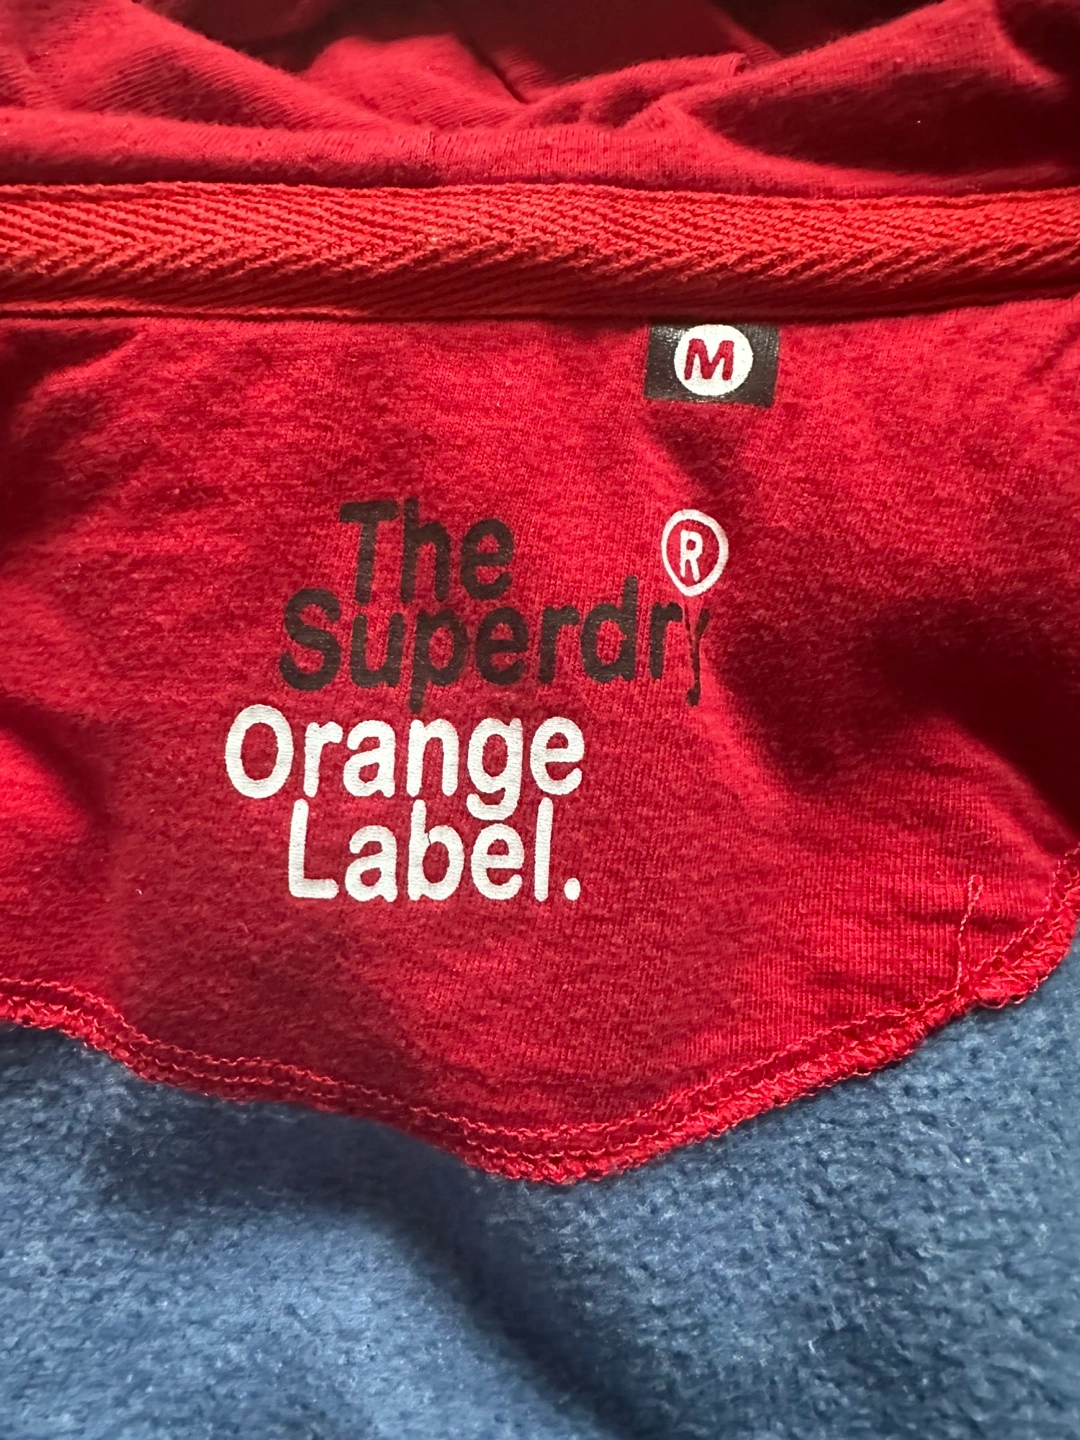 M
The
Superdry®
Orange
Label.